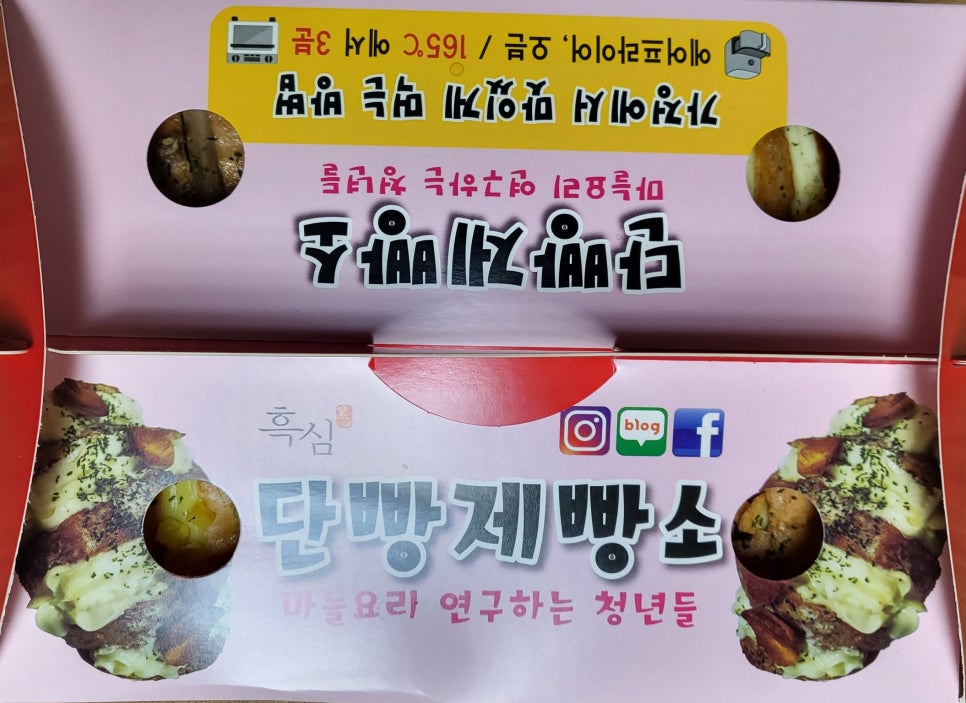 단빵제빵소
마늘요리 연구하는 청년들
가정에서 맛있게 먹는 방법
에어프라이어, 오븐 / 165℃ 에서 3분
흑심
blog f
단빵제빵소
마늘요리 연구하는 청년들